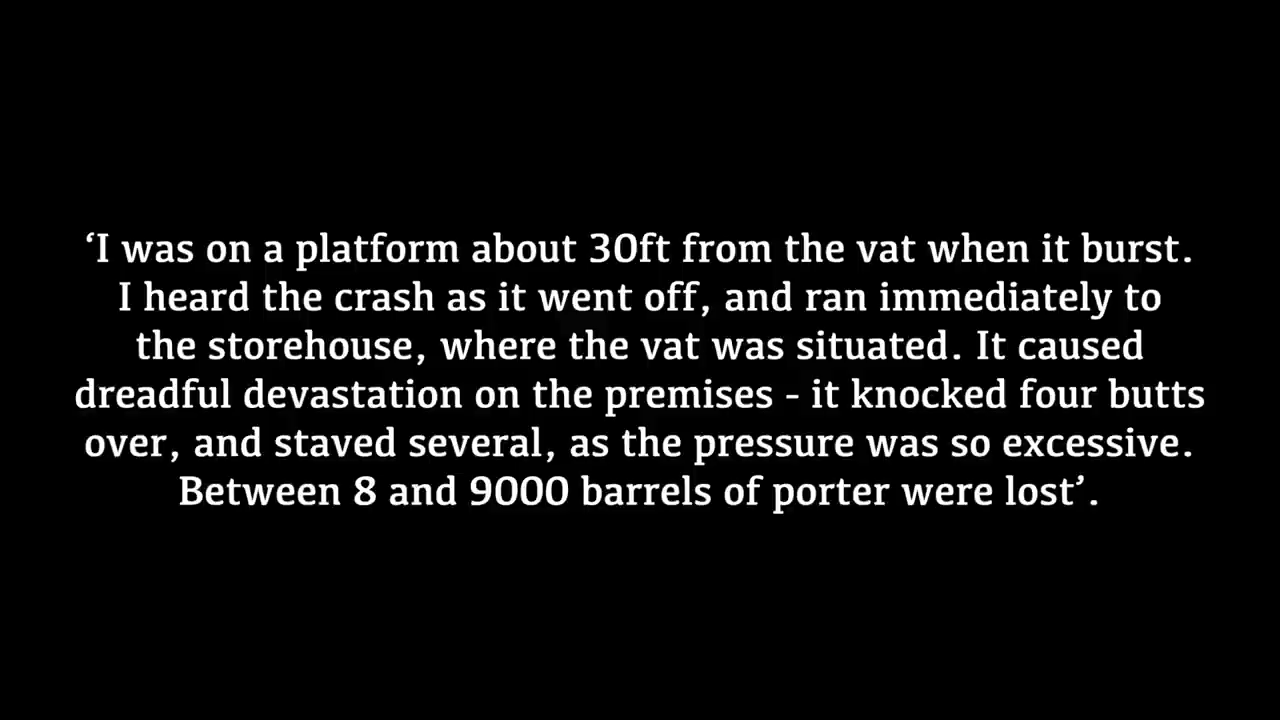 ‘I was on a platform about 30ft from the vat when it burst.
I heard the crash as it went off, and ran immediately to
the storehouse, where the vat was situated. It caused
dreadful devastation on the premises - it knocked four butts
over, and staved several, as the pressure was so excessive.
Between 8 and 9000 barrels of porter were lost’.